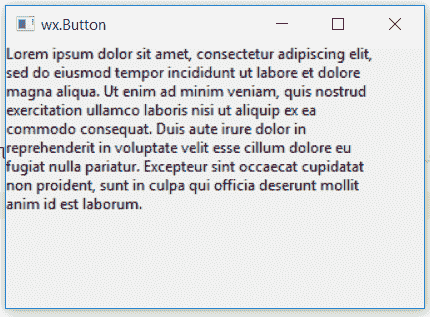 wx.Button
Lorem ipsum dolor sit amet, consectetur adipiscing elit,
sed do eiusmod tempor incididunt ut labore et dolore
magna aliqua. Ut enim ad minim veniam, quis nostrud
exercitation ullamco laboris nisi ut aliquip ex ea
commodo consequat. Duis aute irure dolor in
reprehenderit in voluptate velit esse cillum dolore eu
fugiat nulla pariatur. Excepteur sint occaecat cupidatat
non proident, sunt in culpa qui officia deserunt mollit
anim id est laborum.